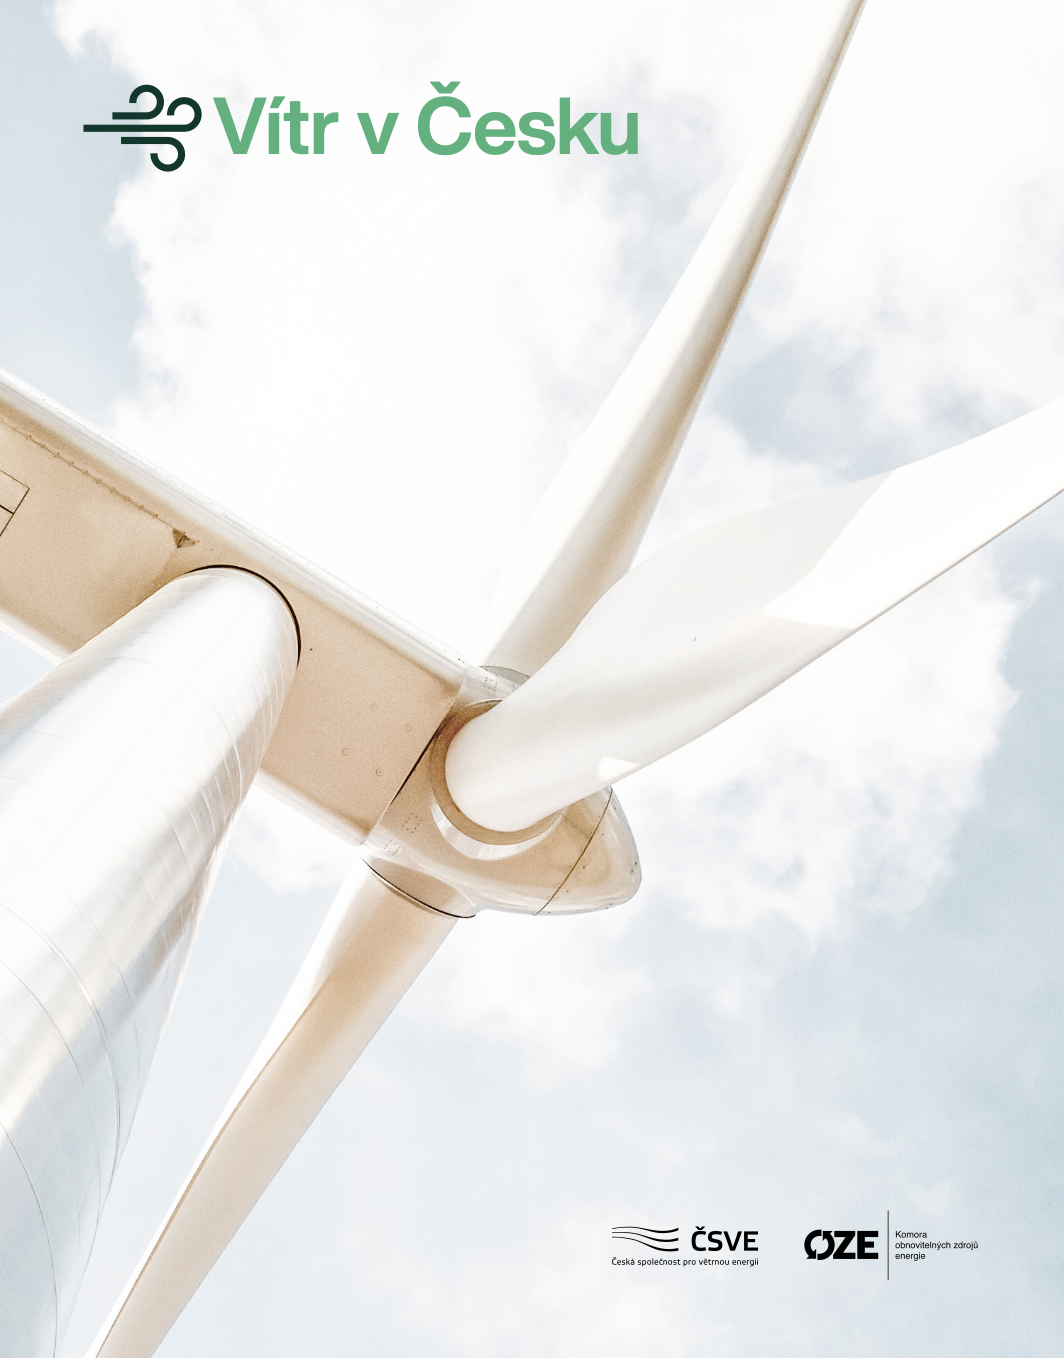 Vítr v Česku
ČSVE
Česká společnost pro větrnou energii
OZE
Komora
obnovitelných zdrojů
energie